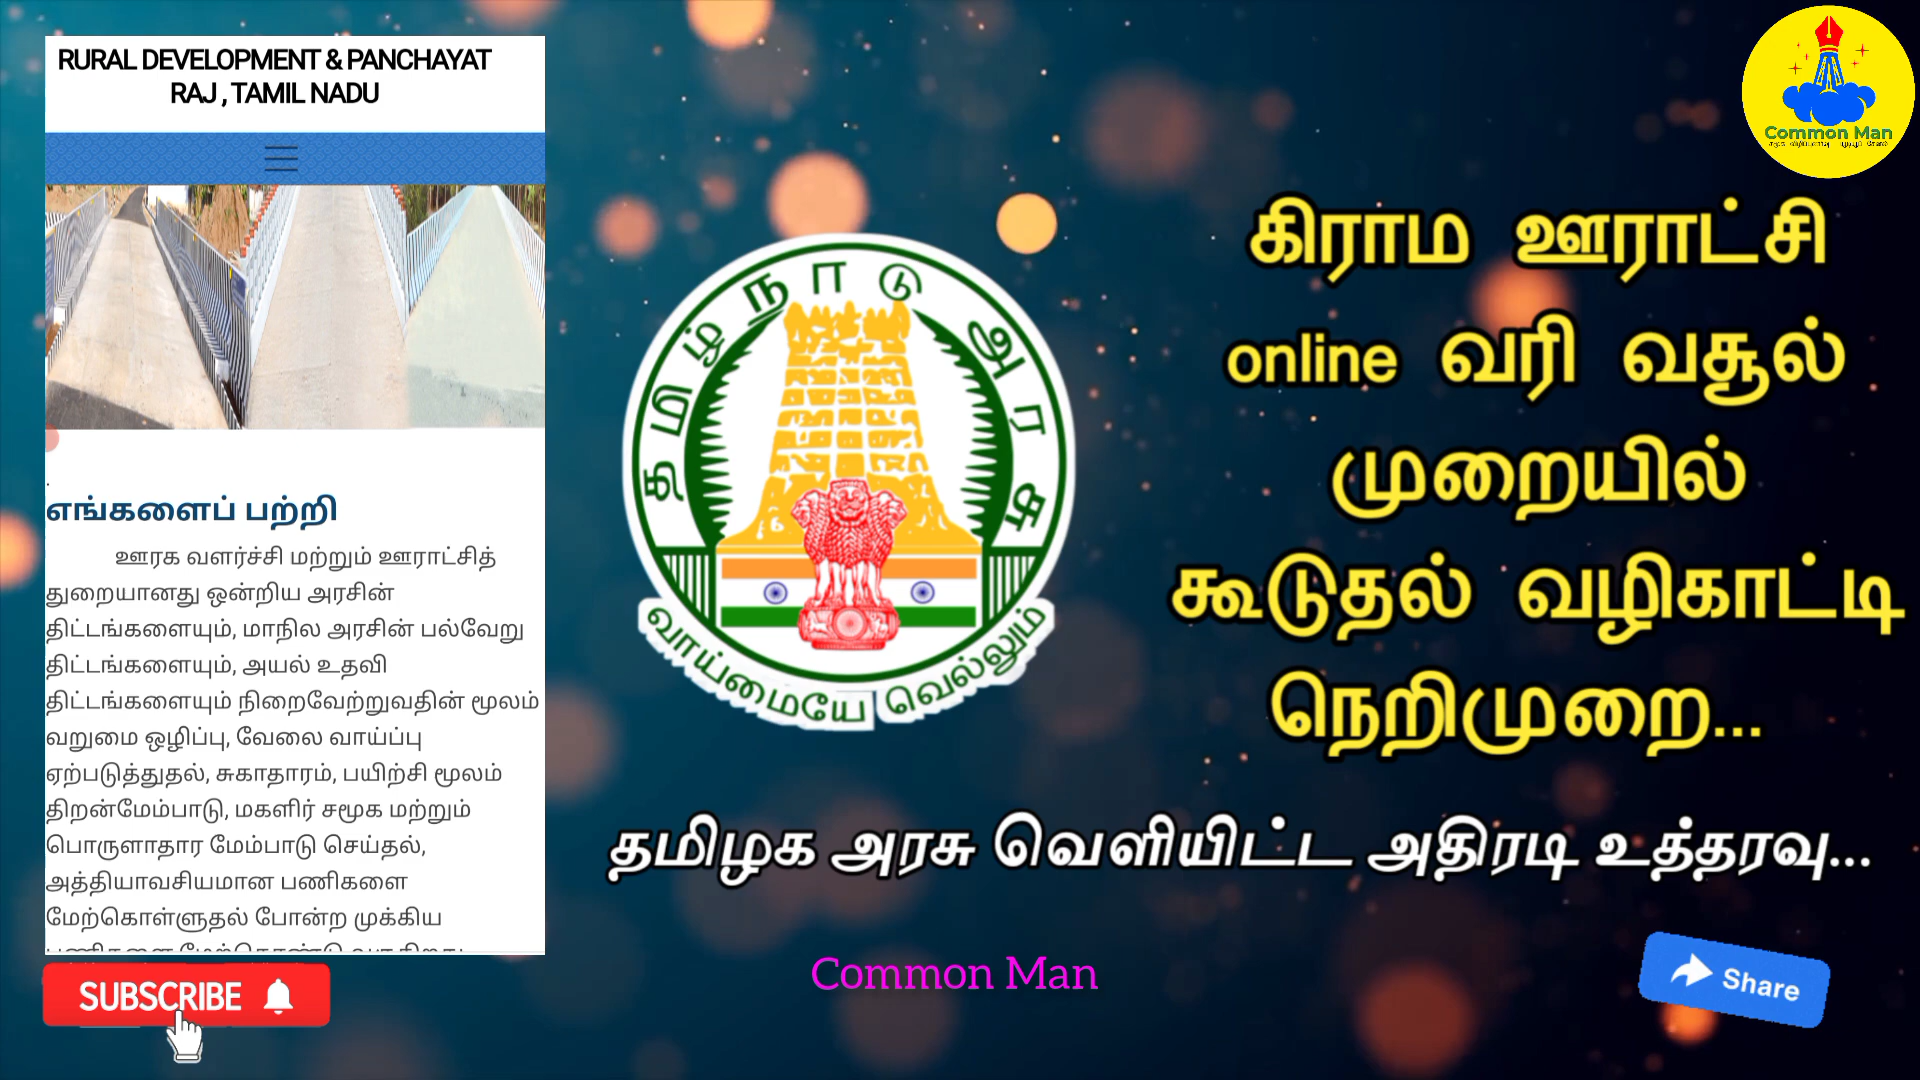 RURAL DEVELOPMENT & PANCHAYAT
RAJ , TAMIL NADU
எங்களைப் பற்றி
ஊரக வளர்ச்சி மற்றும் ஊராட்சித்
துறையானது ஒன்றிய அரசின்
திட்டங்களையும், மாநில அரசின் பல்வேறு
திட்டங்களையும், அயல் உதவி
திட்டங்களையும் நிறைவேற்றுவதின் மூலம்
வறுமை ஒழிப்பு, வேலை வாய்ப்பு
ஏற்படுத்துதல், சுகாதாரம், பயிற்சி மூலம்
திறன்மேம்பாடு, மகளிர் சமூக மற்றும்
பொருளாதார மேம்பாடு செய்தல்,
அத்தியாவசியமான பணிகளை
மேற்கொள்ளுதல் போன்ற முக்கிய
SUBSCRIBE
தமிழ்நாடு அரசு
வாய்மையே வெல்லும்
Common Man
கிராம ஊராட்சி
online வரி வசூல்
முறையில்
கூடுதல் வழிகாட்டி
நெறிமுறை...
தமிழக அரசு வெளியிட்ட அதிரடி உத்தரவு...
Common Man
Share